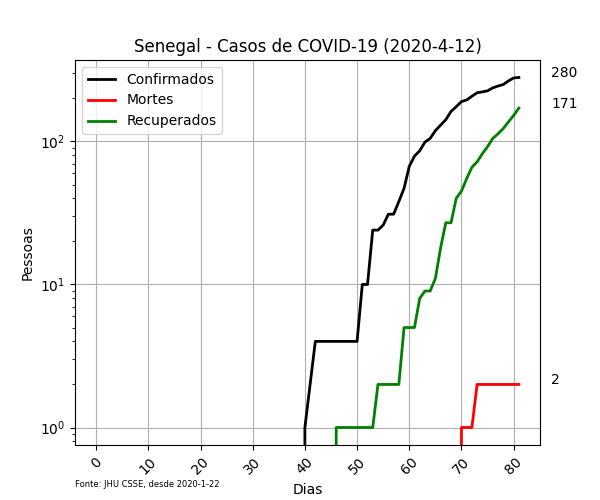 Senegal - Casos de COVID-19 (2020-4-12)
Confirmados
Mortes
Recuperados
280
171
2
Pessoas
10²
10¹
10⁰
0 10 20 30 40 50 60 70 80
Dias
Fonte: JHU CSSE, desde 2020-1-22